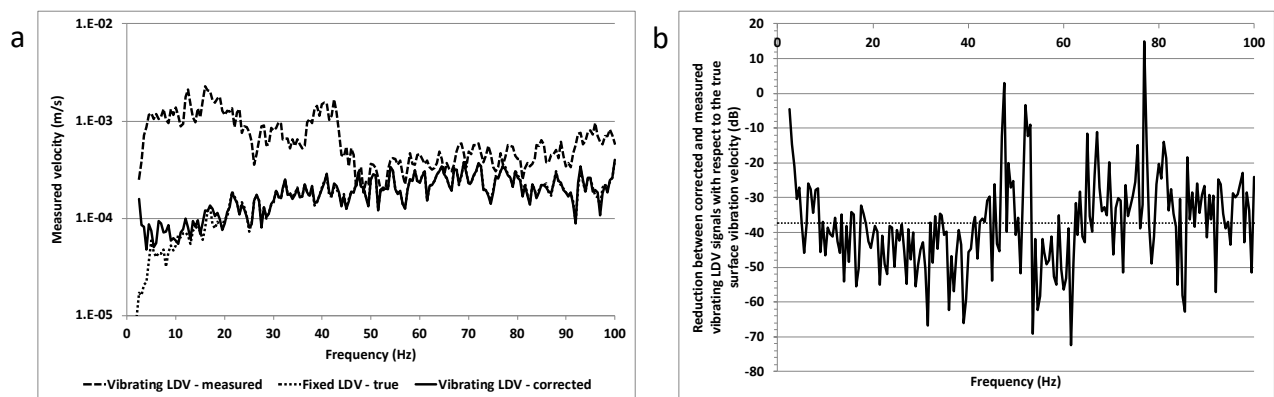 a
Measured velocity (m/s)
1.E-02
1.E-03
1.E-04
1.E-05
0 10 20 30 40 50 60 70 80 90 100
Frequency (Hz)
Vibrating LDV - measured Fixed LDV - true Vibrating LDV - corrected
b
Reduction between corrected and measured
vibrating LDV signals with respect to the true
surface vibration velocity (dB)
0 20 40 60 80 100
20
10
0
-10
-20
-30
-40
-50
-60
-70
-80
Frequency (Hz)